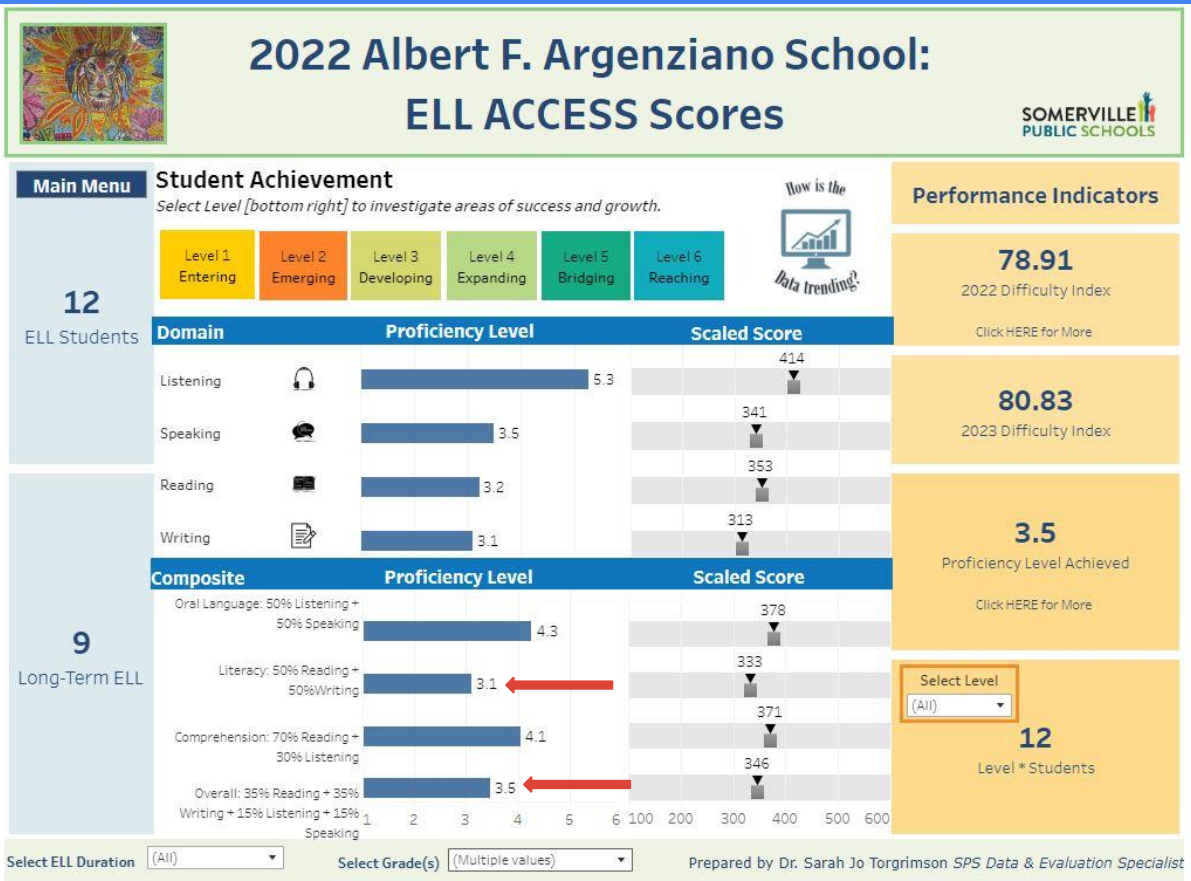 2022 Albert F. Argenziano School:
ELL ACCESS Scores
SOMERVILLE
PUBLIC SCHOOLS
Main Menu
12
ELL Students
9
Long-Term ELL
Student Achievement
Select Level [bottom right] to investigate areas of success and growth.
How is the
Data trending?
Level 1
Entering
Level 2
Emerging
Level 3
Developing
Level 4
Expanding
Level 5
Bridging
Level 6
Reaching
Domain Proficiency Level Scaled Score
Listening 5.3 414
Speaking 3.5 341
Reading 3.2 353
Writing 3.1 313
Composite Proficiency Level Scaled Score
Oral Language: 50% Listening +
50% Speaking
4.3 378
Literacy: 50% Reading +
50%Writing
3.1 333
Comprehension: 70% Reading +
30% Listening
4.1 371
Overall: 35% Reading + 35%
Writing + 15% Listening + 15%
Speaking
3.5 346
1 2 3 4 5 6 100 200 300 400 500 600
Performance Indicators
78.91
2022 Difficulty Index
Click HERE for More
80.83
2023 Difficulty Index
3.5
Proficiency Level Achieved
Click HERE for More
Select Level
(All)
12
Level * Students
Select ELL Duration (All) Select Grade(s) (Multiple values) Prepared by Dr. Sarah Jo Torgrimson SPS Data & Evaluation Specialist